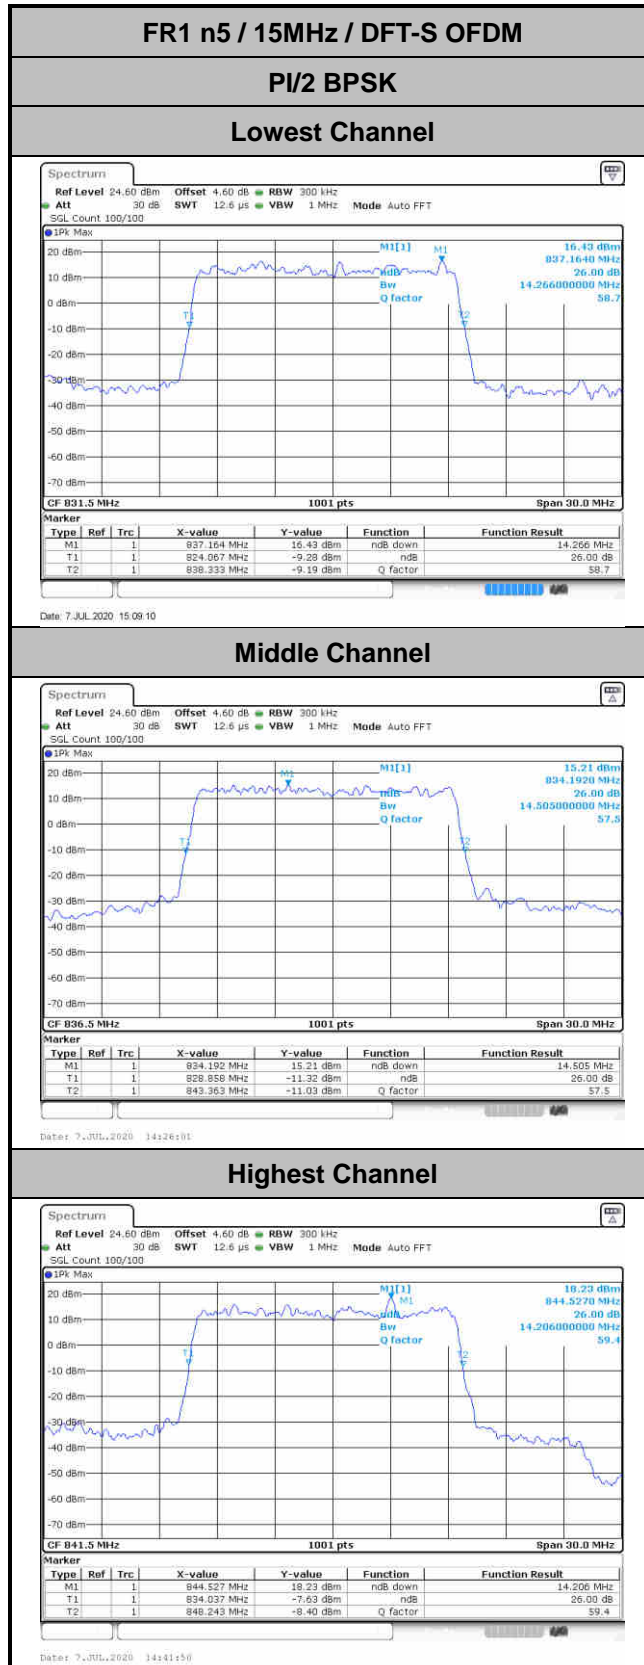 FR1 n5 / 15MHz / DFT-S OFDM
PI/2 BPSK
Lowest Channel
Spectrum
Ref Level 24.60 dBm Offset 4.60 dB RBW 300 kHz
Att 30 dB SWT 12.6 µs VBW 1 MHz Mode Auto FFT
SGL Count 100/100
1Pk Max
M1[1] 16.43 dBm
837.1640 MHz
ndB 26.00 dB
Bw 14.266000000 MHz
Q factor 58.7
M1
T1
T2
20 dBm
10 dBm
0 dBm
-10 dBm
-20 dBm
-30 dBm
-40 dBm
-50 dBm
-60 dBm
-70 dBm
CF 831.5 MHz 1001 pts Span 30.0 MHz
Marker
Type Ref Trc X-value Y-value Function Function Result
M1 1 837.164 MHz 16.43 dBm ndB down 14.266 MHz
T1 1 824.067 MHz -9.28 dBm ndB 26.00 dB
T2 1 838.333 MHz -9.19 dBm Q factor 58.7
Date: 7.JUL.2020 15:09:10
Middle Channel
Spectrum
Ref Level 24.60 dBm Offset 4.60 dB RBW 300 kHz
Att 30 dB SWT 12.6 µs VBW 1 MHz Mode Auto FFT
SGL Count 100/100
1Pk Max
M1[1] 15.21 dBm
834.1920 MHz
ndB 26.00 dB
Bw 14.505000000 MHz
Q factor 57.5
M1
T1
T2
20 dBm
10 dBm
0 dBm
-10 dBm
-20 dBm
-30 dBm
-40 dBm
-50 dBm
-60 dBm
-70 dBm
CF 836.5 MHz 1001 pts Span 30.0 MHz
Marker
Type Ref Trc X-value Y-value Function Function Result
M1 1 834.192 MHz 15.21 dBm ndB down 14.505 MHz
T1 1 828.858 MHz -11.32 dBm ndB 26.00 dB
T2 1 843.363 MHz -11.03 dBm Q factor 57.5
Date: 7.JUL.2020 14:26:01
Highest Channel
Spectrum
Ref Level 24.60 dBm Offset 4.60 dB RBW 300 kHz
Att 30 dB SWT 12.6 µs VBW 1 MHz Mode Auto FFT
SGL Count 100/100
1Pk Max
M1[1] 18.23 dBm
844.5270 MHz
ndB 26.00 dB
Bw 14.206000000 MHz
Q factor 59.4
M1
T1
T2
20 dBm
10 dBm
0 dBm
-10 dBm
-20 dBm
-30 dBm
-40 dBm
-50 dBm
-60 dBm
-70 dBm
CF 841.5 MHz 1001 pts Span 30.0 MHz
Marker
Type Ref Trc X-value Y-value Function Function Result
M1 1 844.527 MHz 18.23 dBm ndB down 14.206 MHz
T1 1 834.037 MHz -7.63 dBm ndB 26.00 dB
T2 1 848.243 MHz -8.40 dBm Q factor 59.4
Date: 7.JUL.2020 14:41:50